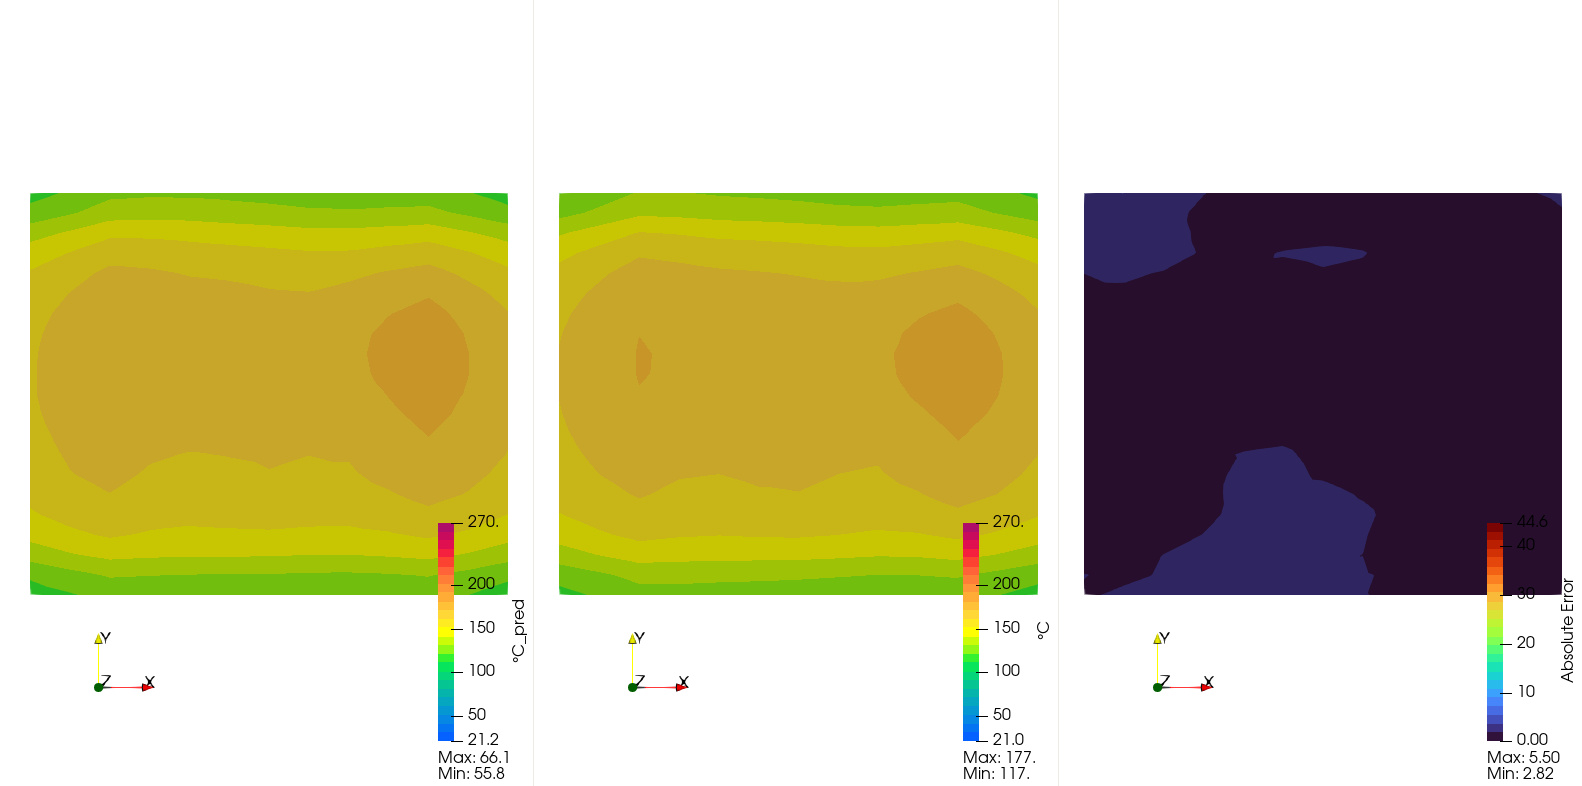 270.
200
150
100
50
21.2
°C_pred
Max: 66.1
Min: 55.8
Y
Z
X
270.
200
150
100
50
21.0
°C
Max: 177.
Min: 117.
Y
Z
X
44.6
40
30
20
10
0.00
Absolute Error
Max: 5.50
Min: 2.82
Y
Z
X